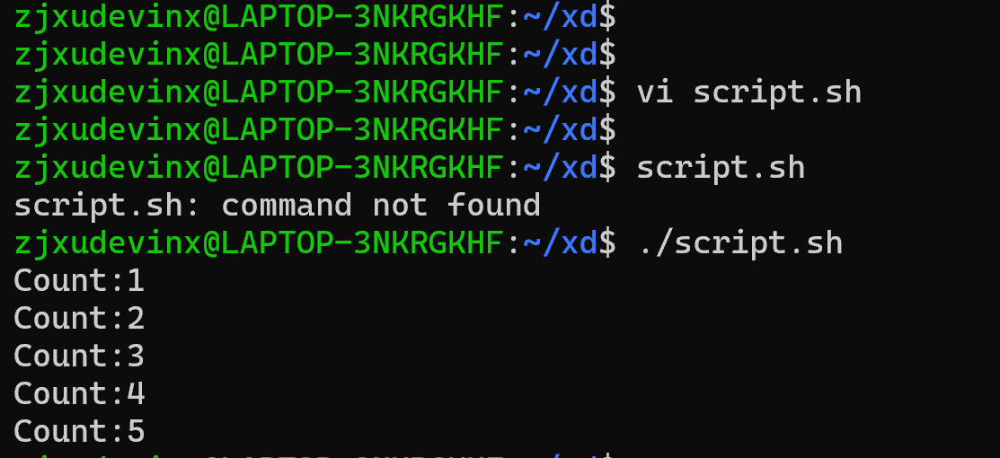 zjxudevinx@LAPTOP-3NKRGKHF:~/xd$
zjxudevinx@LAPTOP-3NKRGKHF:~/xd$
zjxudevinx@LAPTOP-3NKRGKHF:~/xd$ vi script.sh
zjxudevinx@LAPTOP-3NKRGKHF:~/xd$
zjxudevinx@LAPTOP-3NKRGKHF:~/xd$ script.sh
script.sh: command not found
zjxudevinx@LAPTOP-3NKRGKHF:~/xd$ ./script.sh
Count:1
Count:2
Count:3
Count:4
Count:5